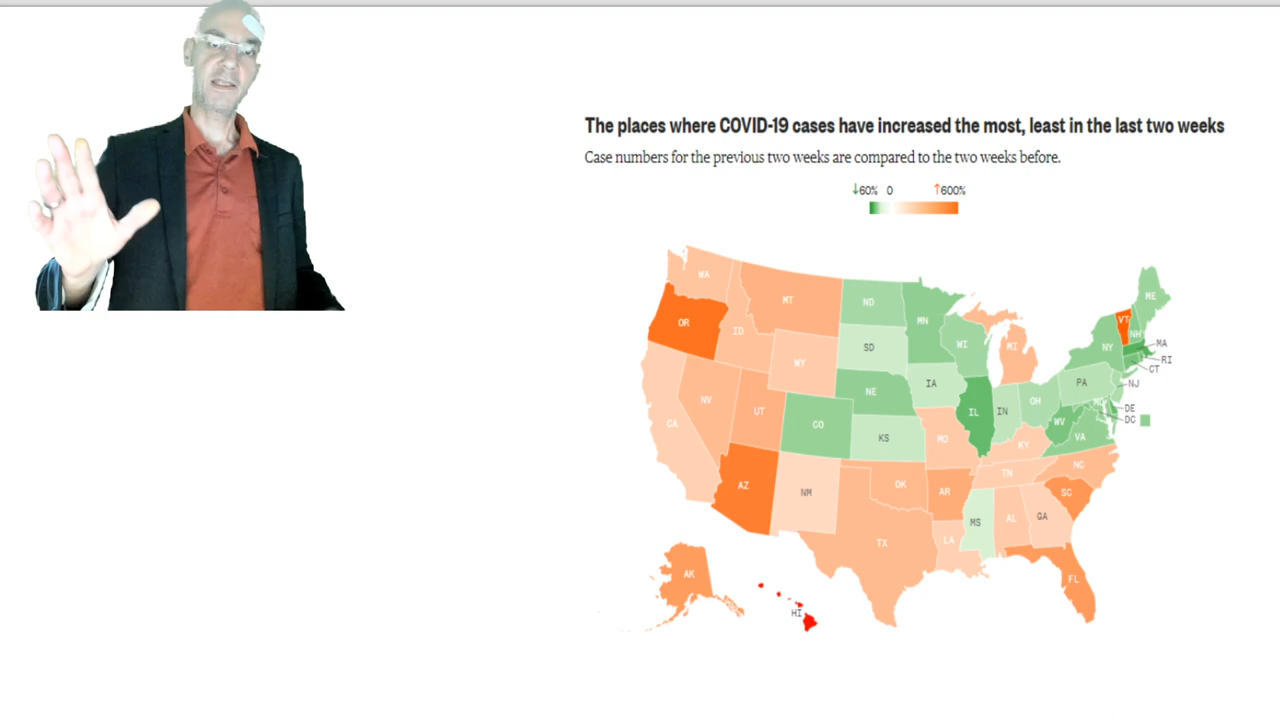 The places where COVID-19 cases have increased the most, least in the last two weeks
Case numbers for the previous two weeks are compared to the two weeks before.
↓60% 0 ↑600%
WA
MT
ND
MN
ME
OR
ID
SD
WI
MI
VT
NH
NY
MA
RI
CT
WY
NE
IA
PA
NJ
NV
UT
CO
IL
IN
OH
MD
DE
DC
CA
KS
MO
WV
VA
KY
NC
AZ
NM
OK
AR
TN
SC
TX
LA
MS
AL
GA
FL
AK
HI